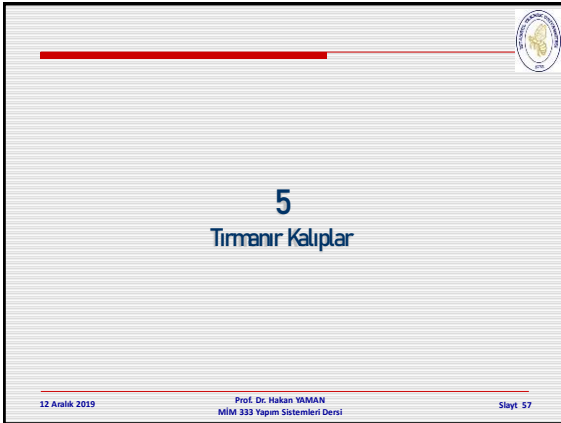 5
Tırmanır Kalıplar
12 Aralık 2019
Prof. Dr. Hakan YAMAN
MİM 333 Yapım Sistemleri Dersi
Slayt 57